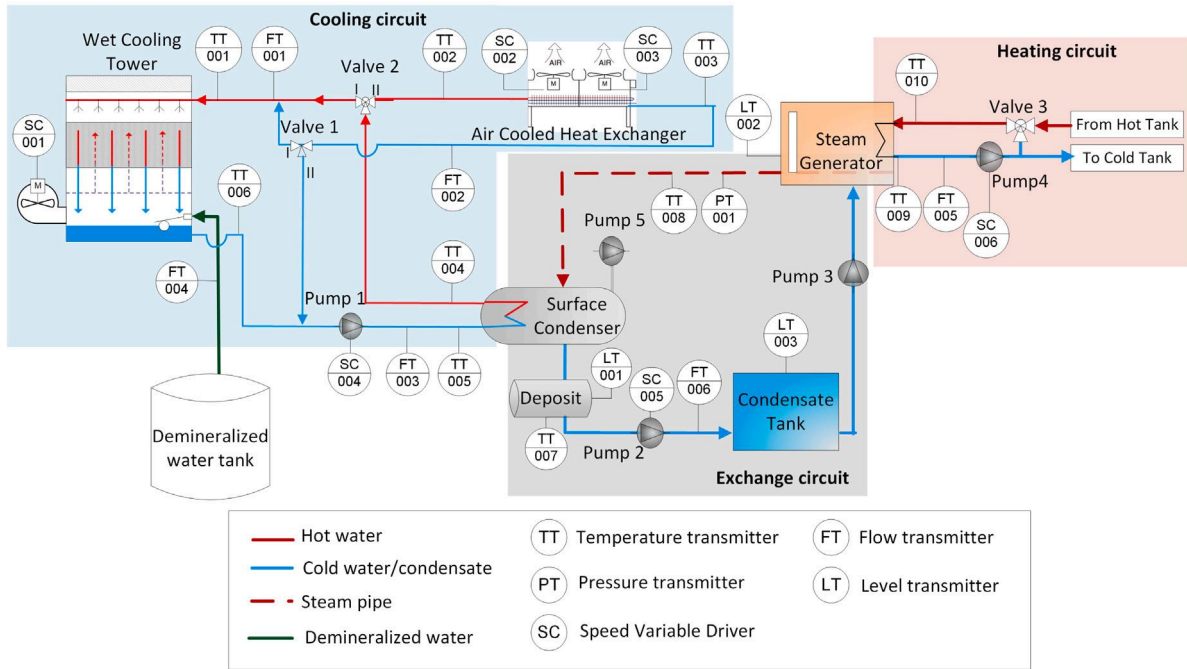 Cooling circuit
Wet Cooling
Tower
TT
001
FT
001
Valve 2
I
II
TT
002
SC
002
AIR
AIR
M
M
SC
003
TT
003
Heating circuit
TT
010
Valve 3
From Hot Tank
To Cold Tank
LT
002
Steam
Generator
Air Cooled Heat Exchanger
Valve 1
I
II
SC
001
M
TT
006
FT
002
TT
008
PT
001
TT
009
FT
005
Pump4
SC
006
Pump 5
FT
004
TT
004
Pump 3
Pump 1
Surface
Condenser
SC
004
FT
003
TT
005
LT
001
LT
003
Deposit
SC
005
FT
006
Condensate
Tank
TT
007
Pump 2
Exchange circuit
Demineralized
water tank
Hot water
Cold water/condensate
Steam pipe
Demineralized water
TT
Temperature transmitter
PT
Pressure transmitter
SC
Speed Variable Driver
FT
Flow transmitter
LT
Level transmitter